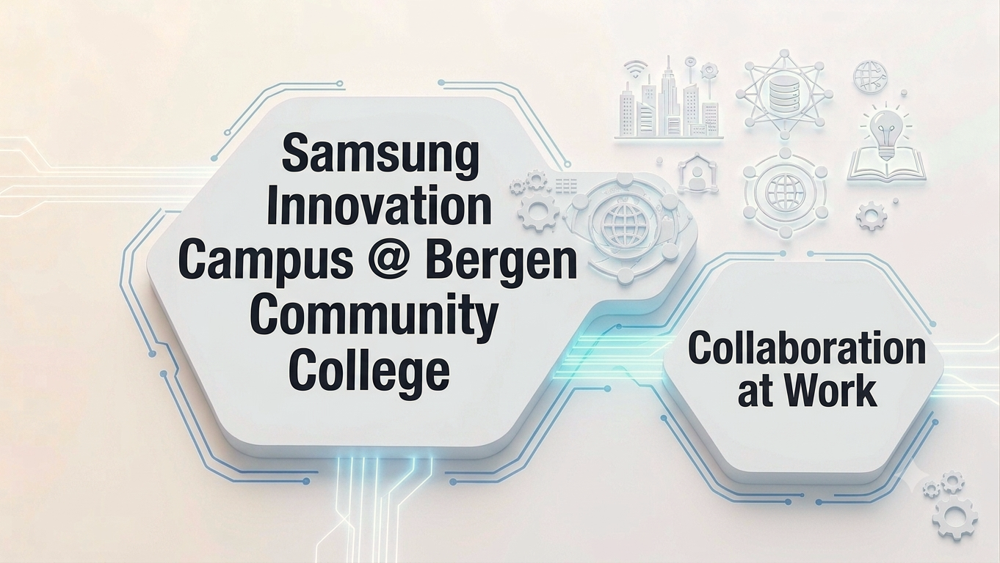 Samsung
Innovation
Campus @ Bergen
Community
College
Collaboration
at Work